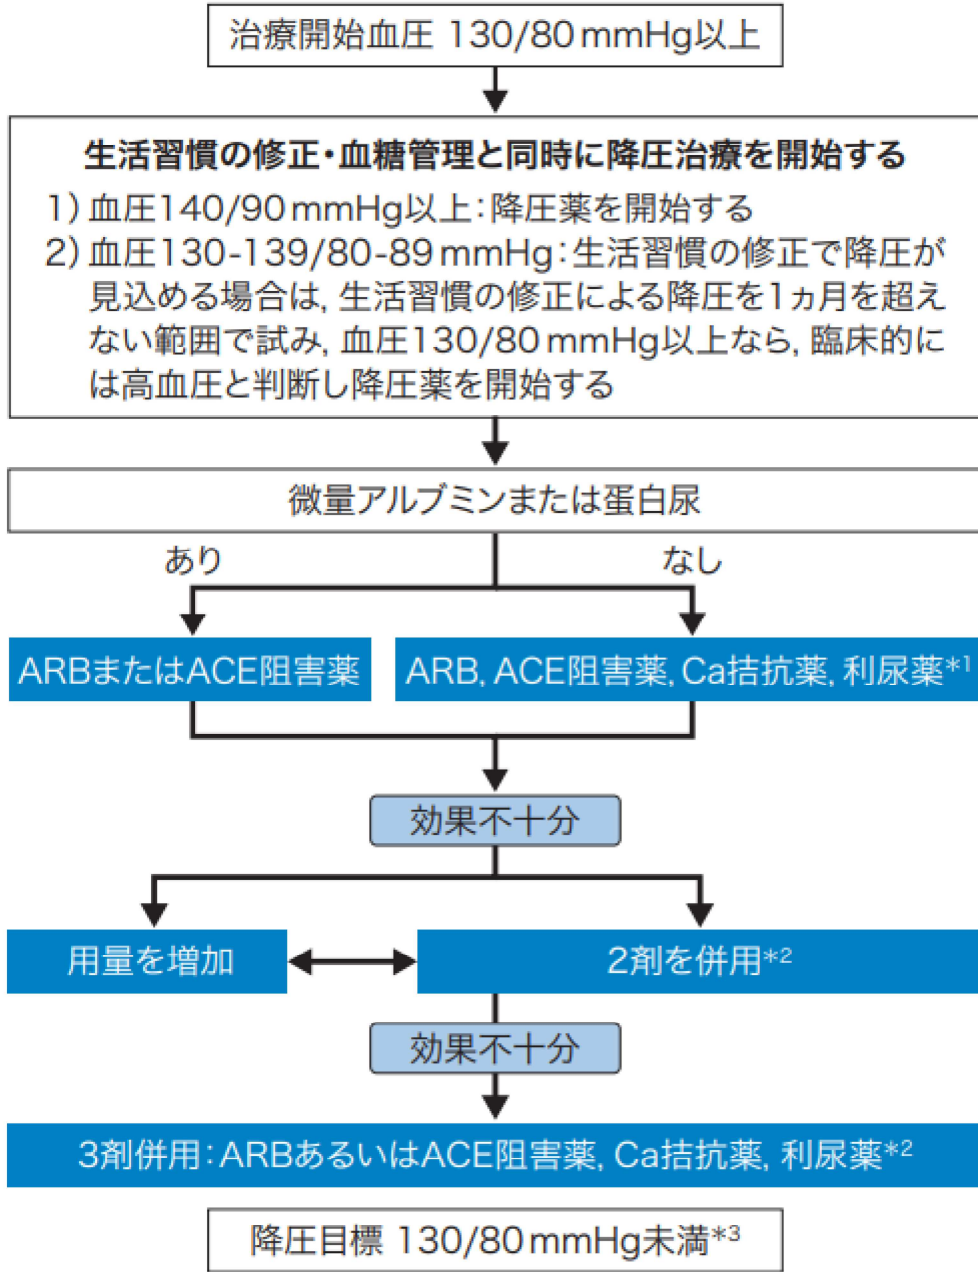 治療開始血圧 130/80mmHg以上
生活習慣の修正・血糖管理と同時に降圧治療を開始する
1）血圧140/90mmHg以上：降圧薬を開始する
2）血圧130-139/80-89mmHg：生活習慣の修正で降圧が
見込める場合は, 生活習慣の修正による降圧を1ヵ月を超え
ない範囲で試み, 血圧130/80mmHg以上なら, 臨床的に
は高血圧と判断し降圧薬を開始する
微量アルブミンまたは蛋白尿
あり
なし
ARBまたはACE阻害薬
ARB, ACE阻害薬, Ca拮抗薬, 利尿薬*1
効果不十分
用量を増加
2剤を併用*2
効果不十分
3剤併用：ARBあるいはACE阻害薬, Ca拮抗薬, 利尿薬*2
降圧目標 130/80mmHg未満*3